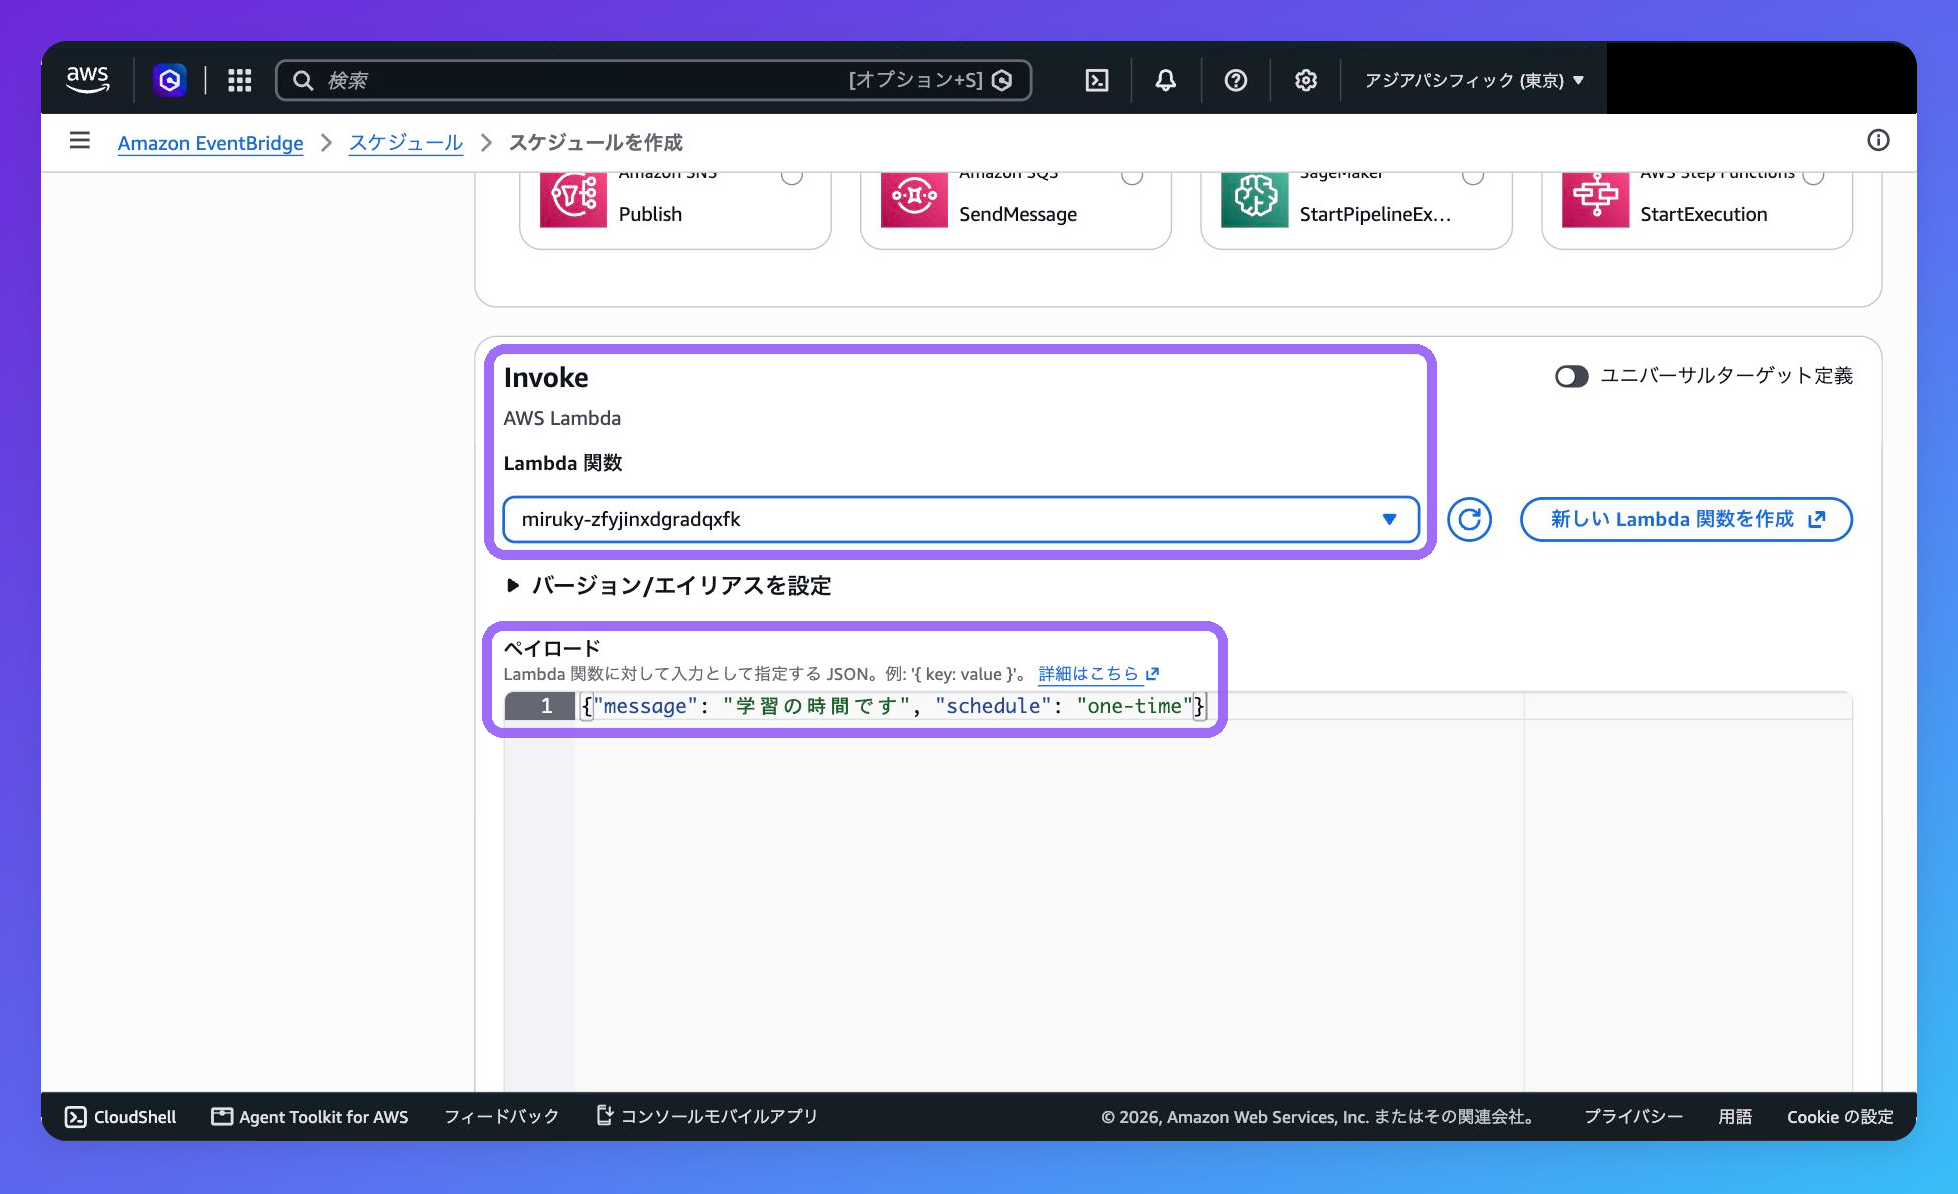 aws
検索
[オプション+S]
アジアパシフィック (東京)
Amazon EventBridge
スケジュール
スケジュールを作成
Amazon SNS
Publish
Amazon SQS
SendMessage
SageMaker
StartPipelineEx...
AWS Step Functions
StartExecution
Invoke
ユニバーサルターゲット定義
AWS Lambda
Lambda 関数
miruky-zfyjinxdgradqxfk
新しい Lambda 関数を作成
バージョン/エイリアスを設定
ペイロード
Lambda 関数に対して入力として指定する JSON。例: '{ key: value }'。 詳細はこちら
1 {"message": "学習の時間です", "schedule": "one-time"}
CloudShell
Agent Toolkit for AWS
フィードバック
コンソールモバイルアプリ
© 2026, Amazon Web Services, Inc. またはその関連会社。
プライバシー
用語
Cookie の設定